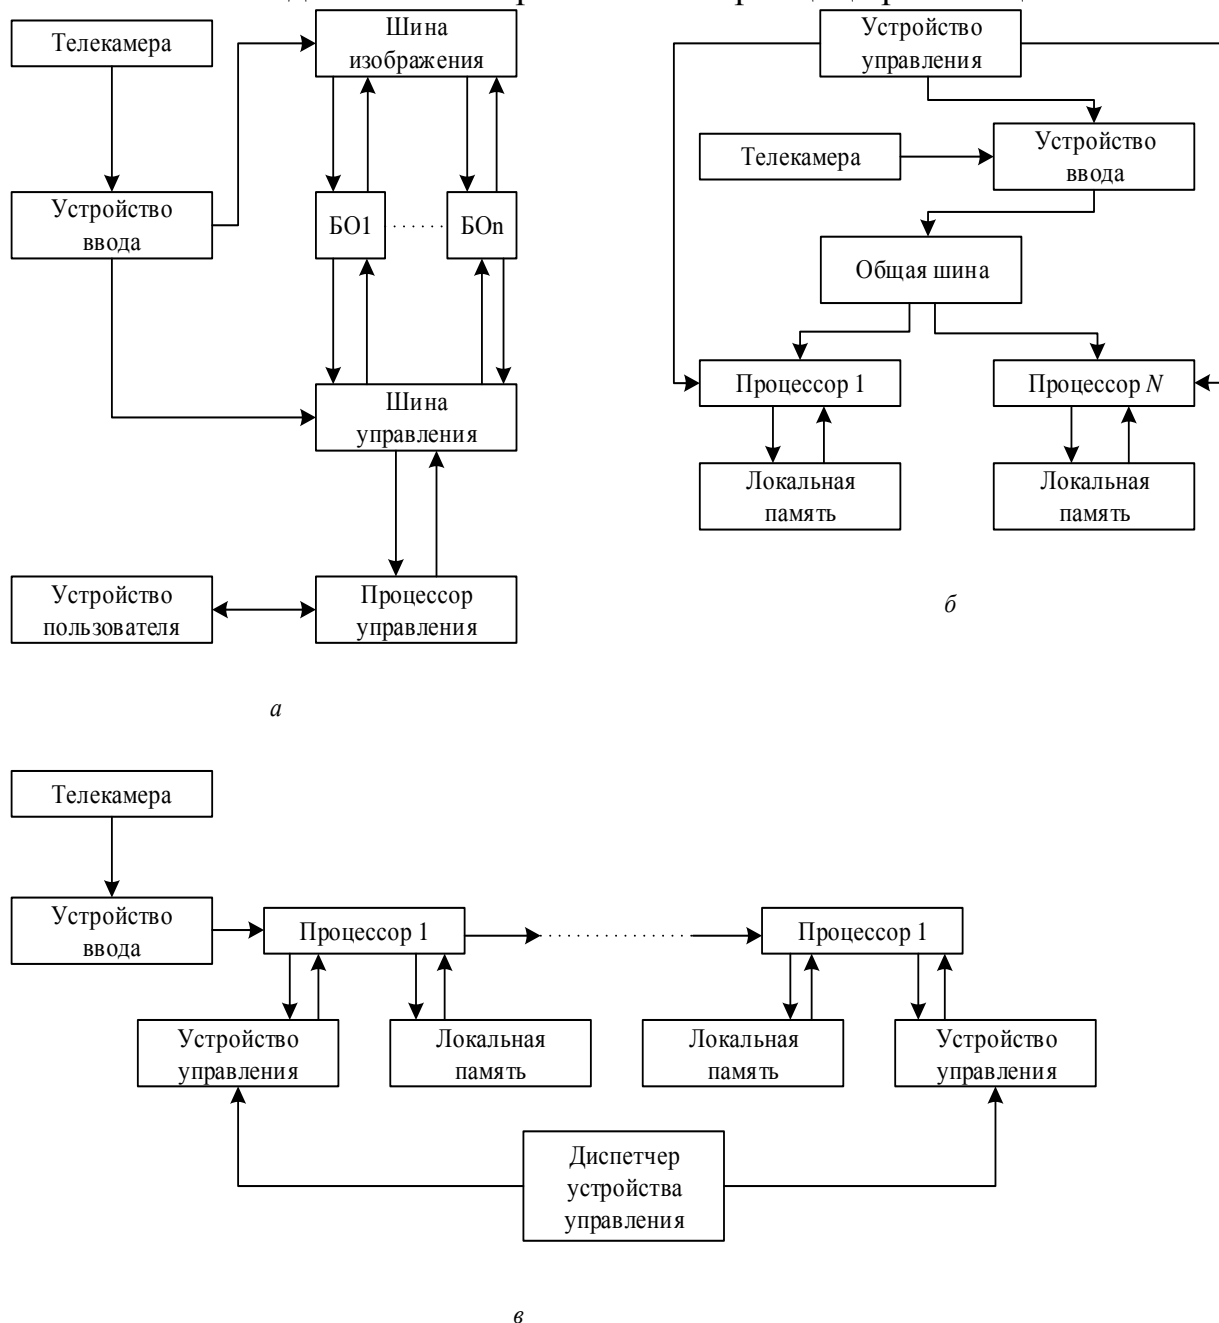 Телекамера
Шина
изображения
Устройство
ввода
БО1
БОn
Шина
управления
Устройство
пользователя
Процессор
управления
а
Устройство
управления
Телекамера
Устройство
ввода
Общая шина
Процессор 1
Процессор N
Локальная
память
Локальная
память
б
Телекамера
Устройство
ввода
Процессор 1
Процессор 1
Устройство
управления
Локальная
память
Локальная
память
Устройство
управления
Диспетчер
устройства
управления
в